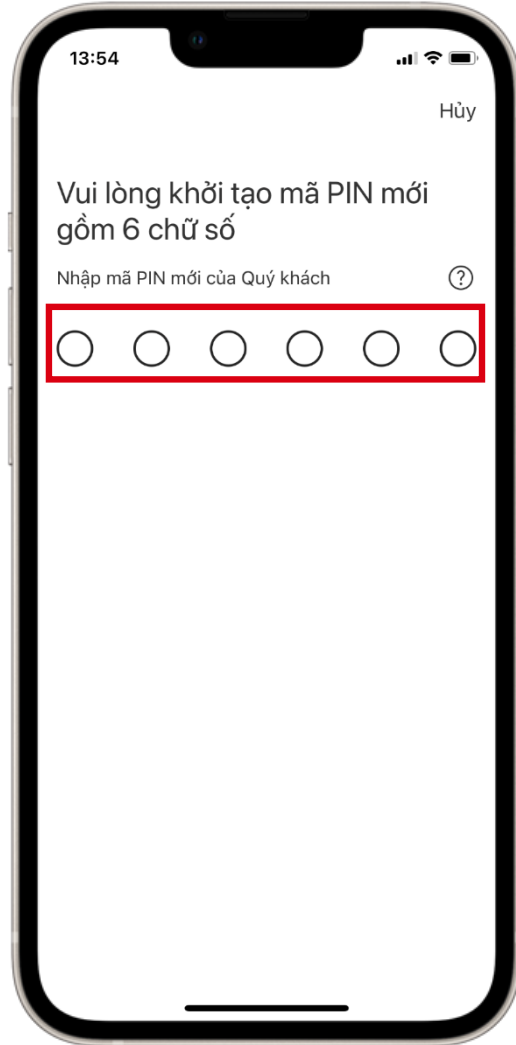 13:54
Hủy
Vui lòng khởi tạo mã PIN mới
gồm 6 chữ số
Nhập mã PIN mới của Quý khách
?